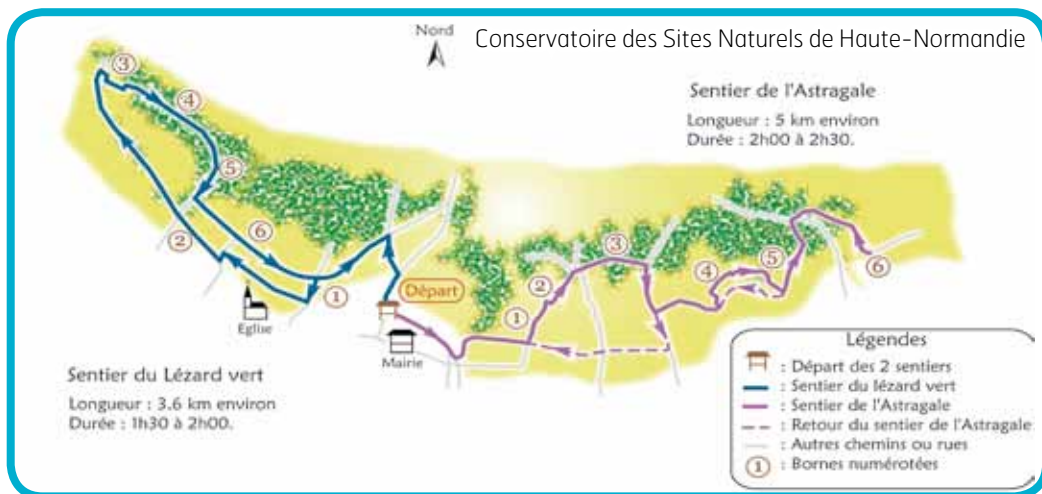 Nord
Conservatoire des Sites Naturels de Haute-Normandie
Sentier de l'Astragale
Longueur : 5 km environ
Durée : 2h00 à 2h30.
3
4
5
6
2
1
Départ
Eglise
Mairie
1
2
3
4
5
6
Sentier du Lézard vert
Longueur : 3.6 km environ
Durée : 1h30 à 2h00.
Légendes
: Départ des 2 sentiers
: Sentier du lézard vert
: Sentier de l'Astragale
: Retour du sentier de l'Astragale
: Autres chemins ou rues
1 : Bornes numérotées